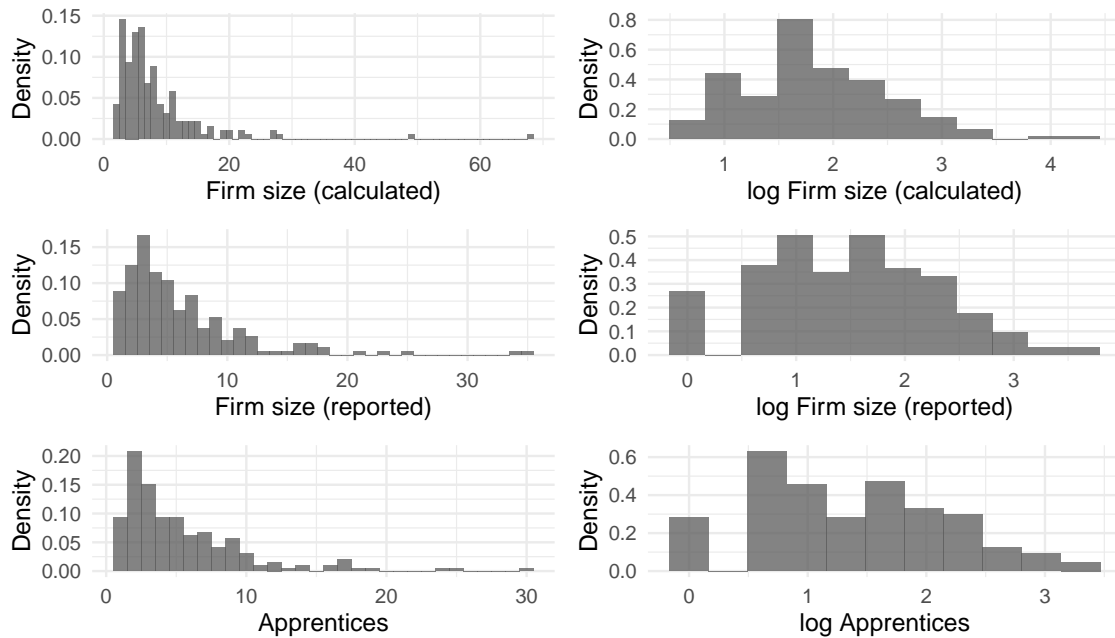 Density
0.15
0.10
0.05
0.00
0 20 40 60
Firm size (calculated)
Density
0.8
0.6
0.4
0.2
0.0
1 2 3 4
log Firm size (calculated)
Density
0.15
0.10
0.05
0.00
0 10 20 30
Firm size (reported)
Density
0.5
0.4
0.3
0.2
0.1
0.0
0 1 2 3
log Firm size (reported)
Density
0.20
0.15
0.10
0.05
0.00
0 10 20 30
Apprentices
Density
0.6
0.4
0.2
0.0
0 1 2 3
log Apprentices